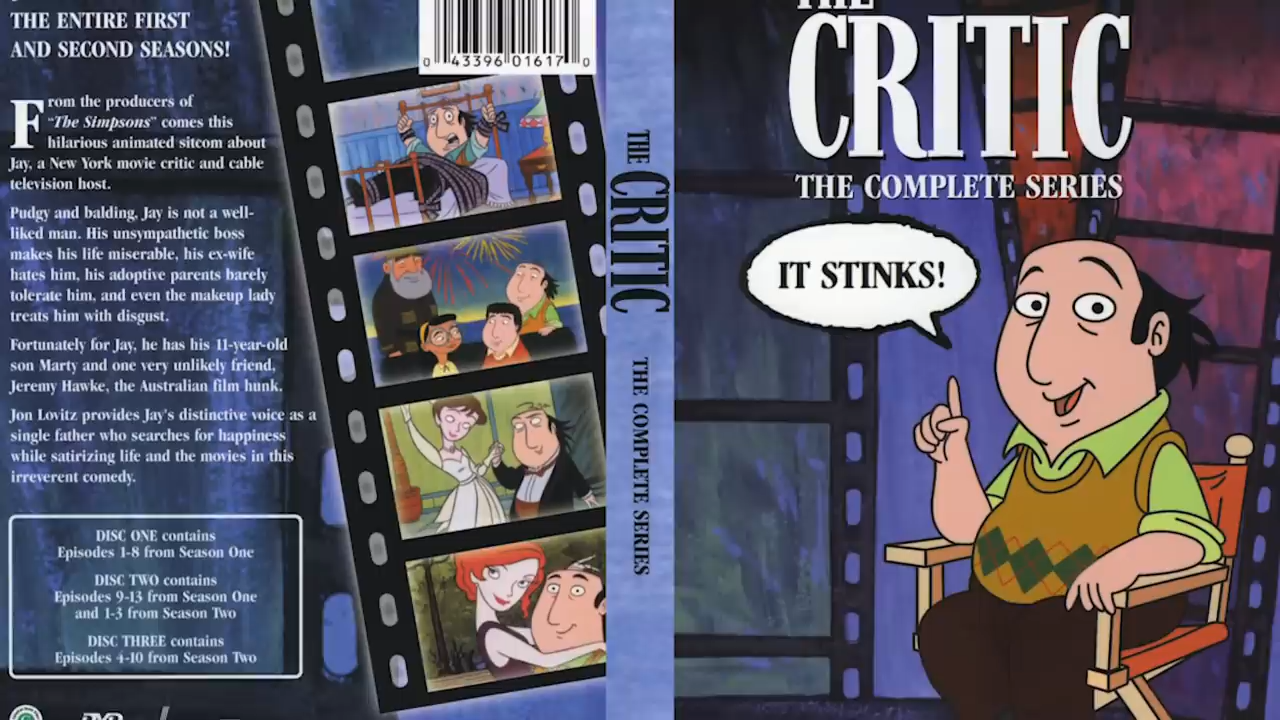 THE ENTIRE FIRST
AND SECOND SEASONS!
From the producers of
"The Simpsons" comes this
hilarious animated sitcom about
Jay, a New York movie critic and cable
television host.
Pudgy and balding, Jay is not a well-
liked man. His unsympathetic boss
makes his life miserable, his ex-wife
hates him, his adoptive parents barely
tolerate him, and even the makeup lady
treats him with disgust.
Fortunately for Jay, he has his 11-year-old
son Marty and one very unlikely friend,
Jeremy Hawke, the Australian film hunk.
Jon Lovitz provides Jay's distinctive voice as a
single father who searches for happiness
while satirizing life and the movies in this
irreverent comedy.
DISC ONE contains
Episodes 1-8 from Season One
DISC TWO contains
Episodes 9-13 from Season One
and 1-3 from Season Two
DISC THREE contains
Episodes 4-10 from Season Two
0 43396 01617 0
THE CRITIC
THE COMPLETE SERIES
THE
CRITIC
THE COMPLETE SERIES
IT STINKS!